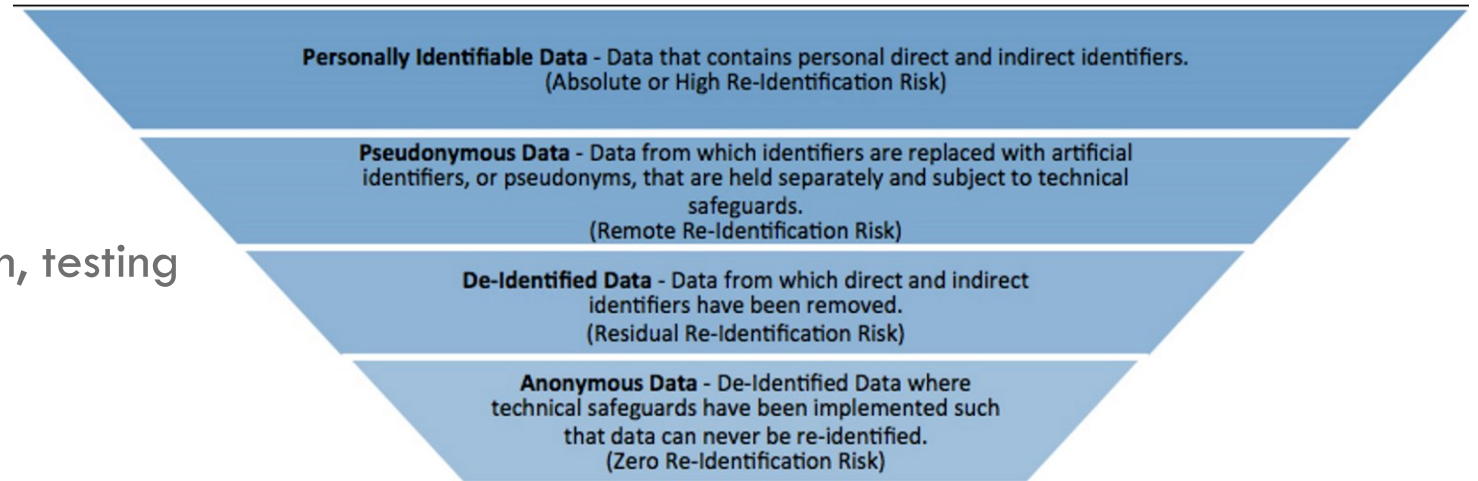 Personally Identifiable Data - Data that contains personal direct and indirect identifiers.
(Absolute or High Re-Identification Risk)
Pseudonymous Data - Data from which identifiers are replaced with artificial
identifiers, or pseudonyms, that are held separately and subject to technical
safeguards.
(Remote Re-Identification Risk)
testing
De-Identified Data - Data from which direct and indirect
identifiers have been removed.
(Residual Re-Identification Risk)
Anonymous Data - De-Identified Data where
technical safeguards have been implemented such
that data can never be re-identified.
(Zero Re-Identification Risk)